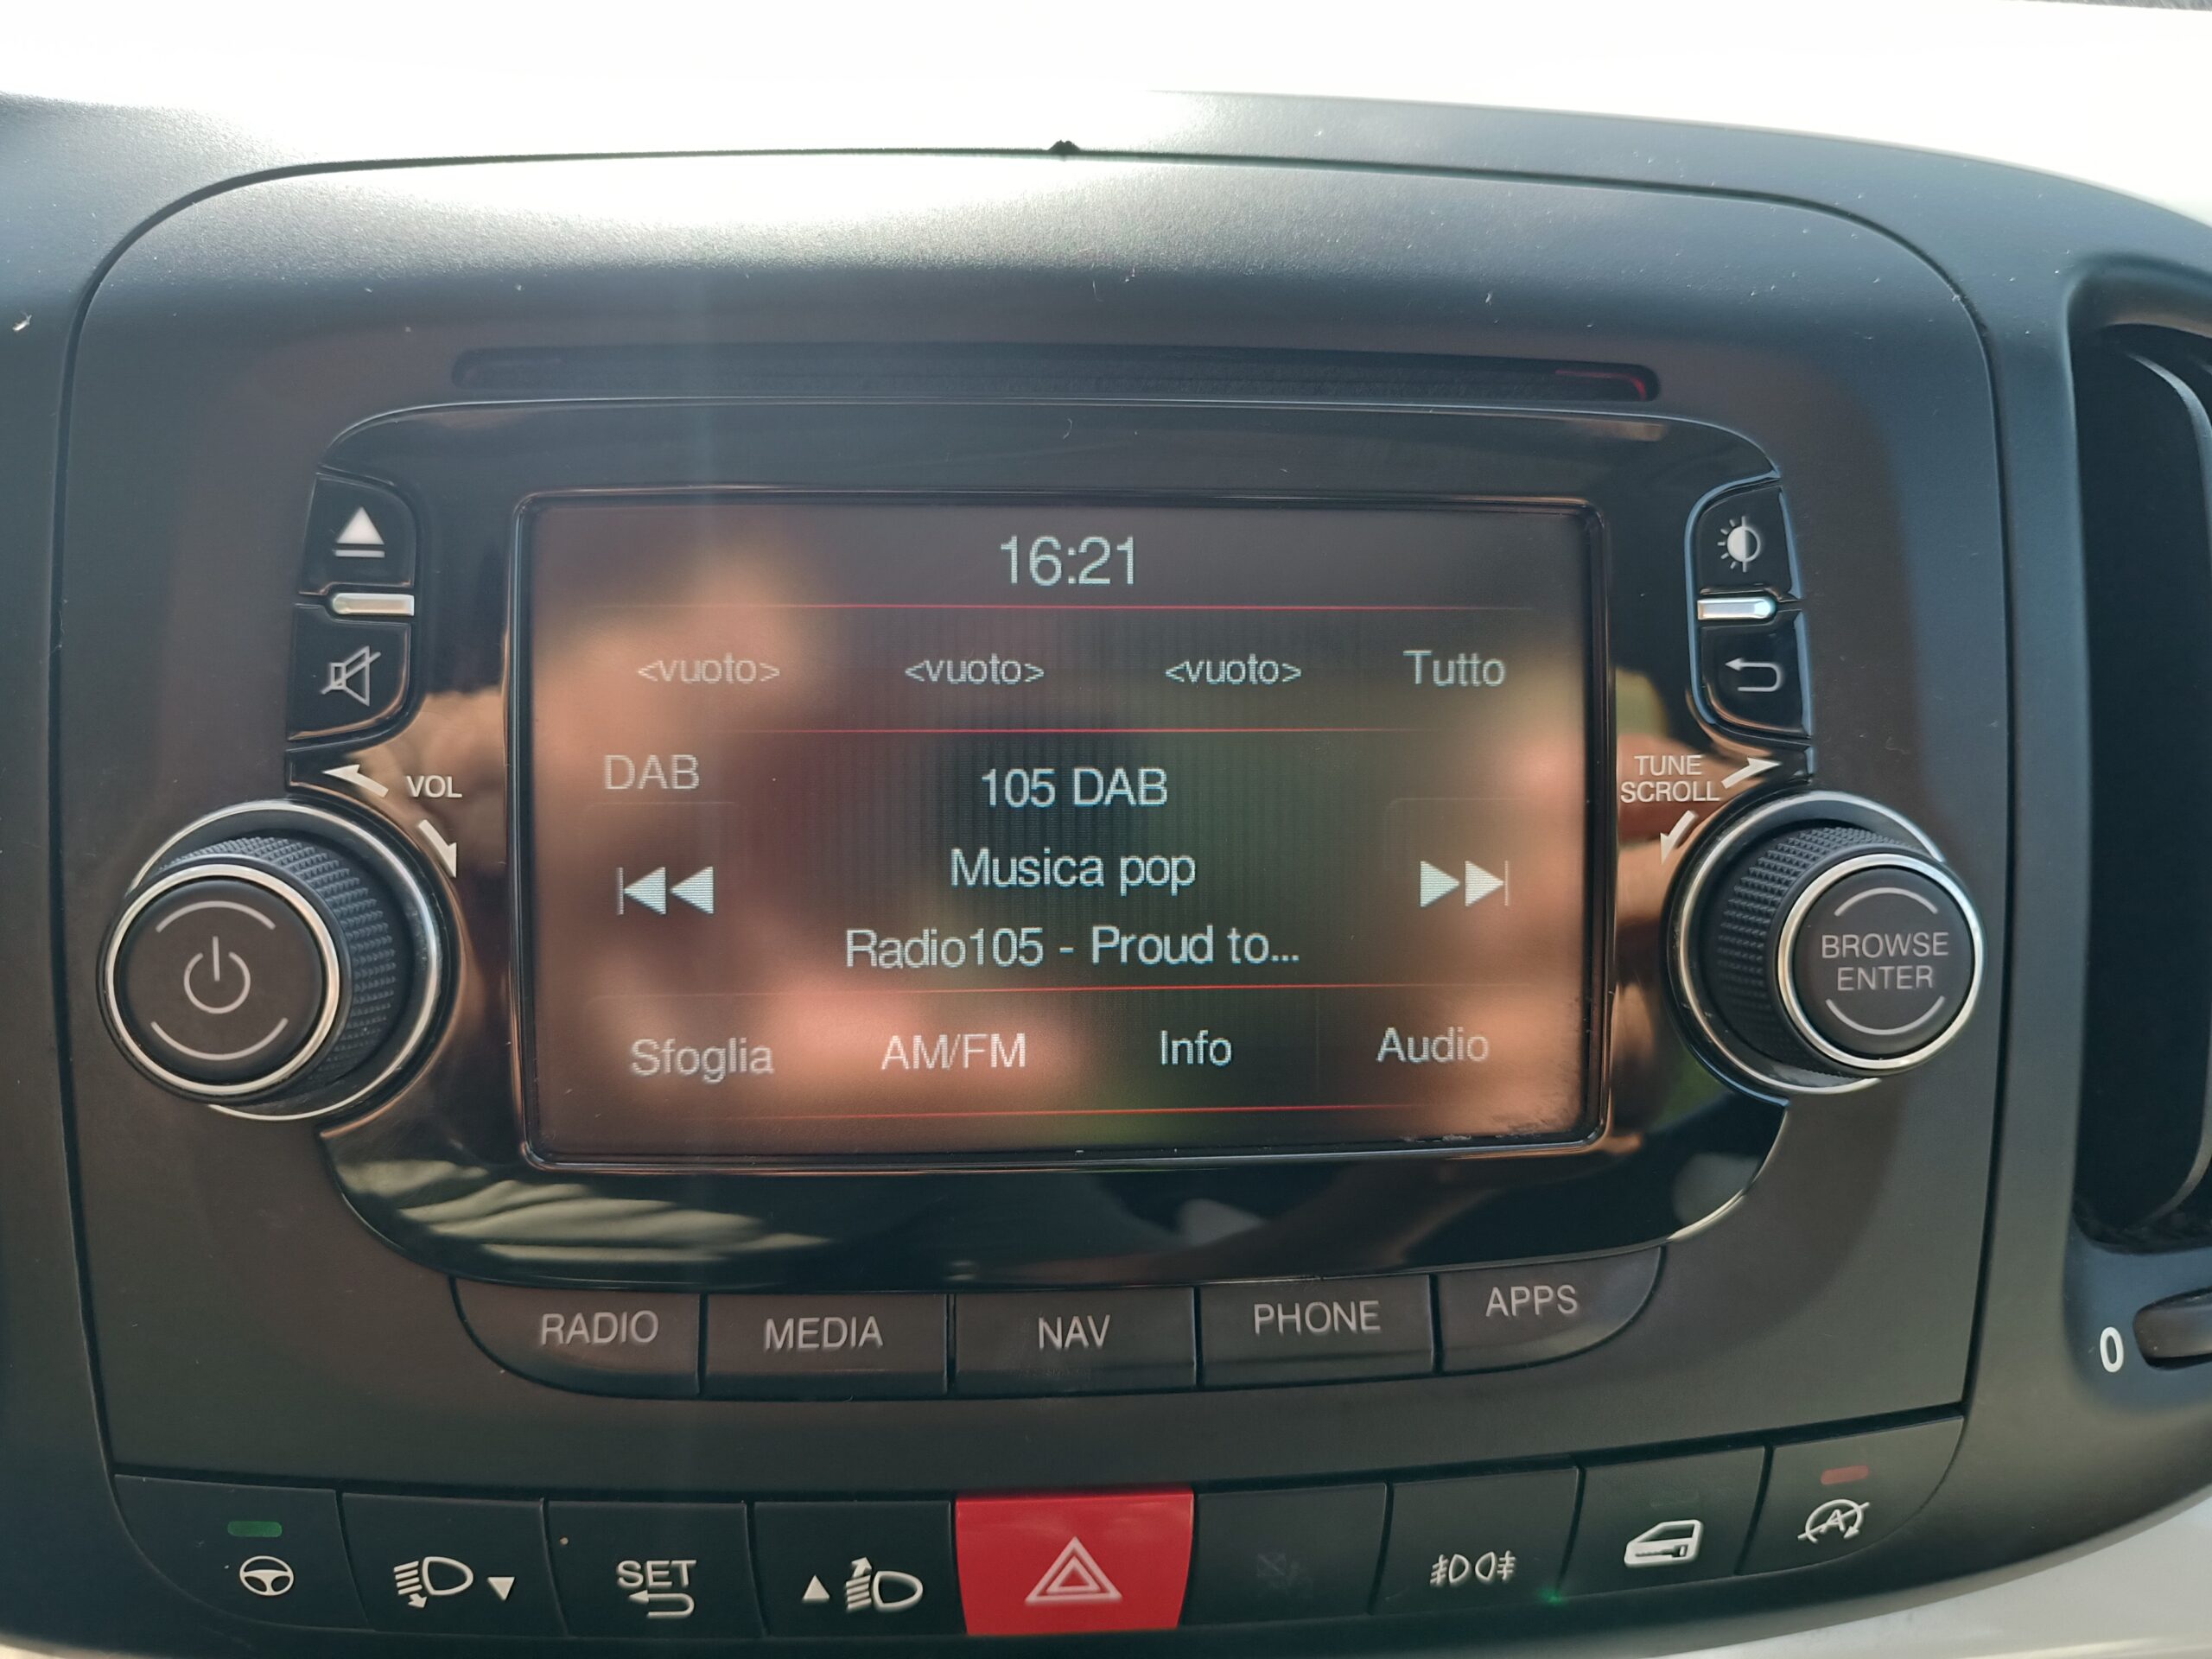 16:21
<vuoto> <vuoto> <vuoto> Tutto
DAB
105 DAB
Musica pop
Radio105 - Proud to...
Sfoglia AM/FM Info Audio
VOL
TUNE
SCROLL
BROWSE
ENTER
RADIO MEDIA NAV PHONE APPS
0
SET
A